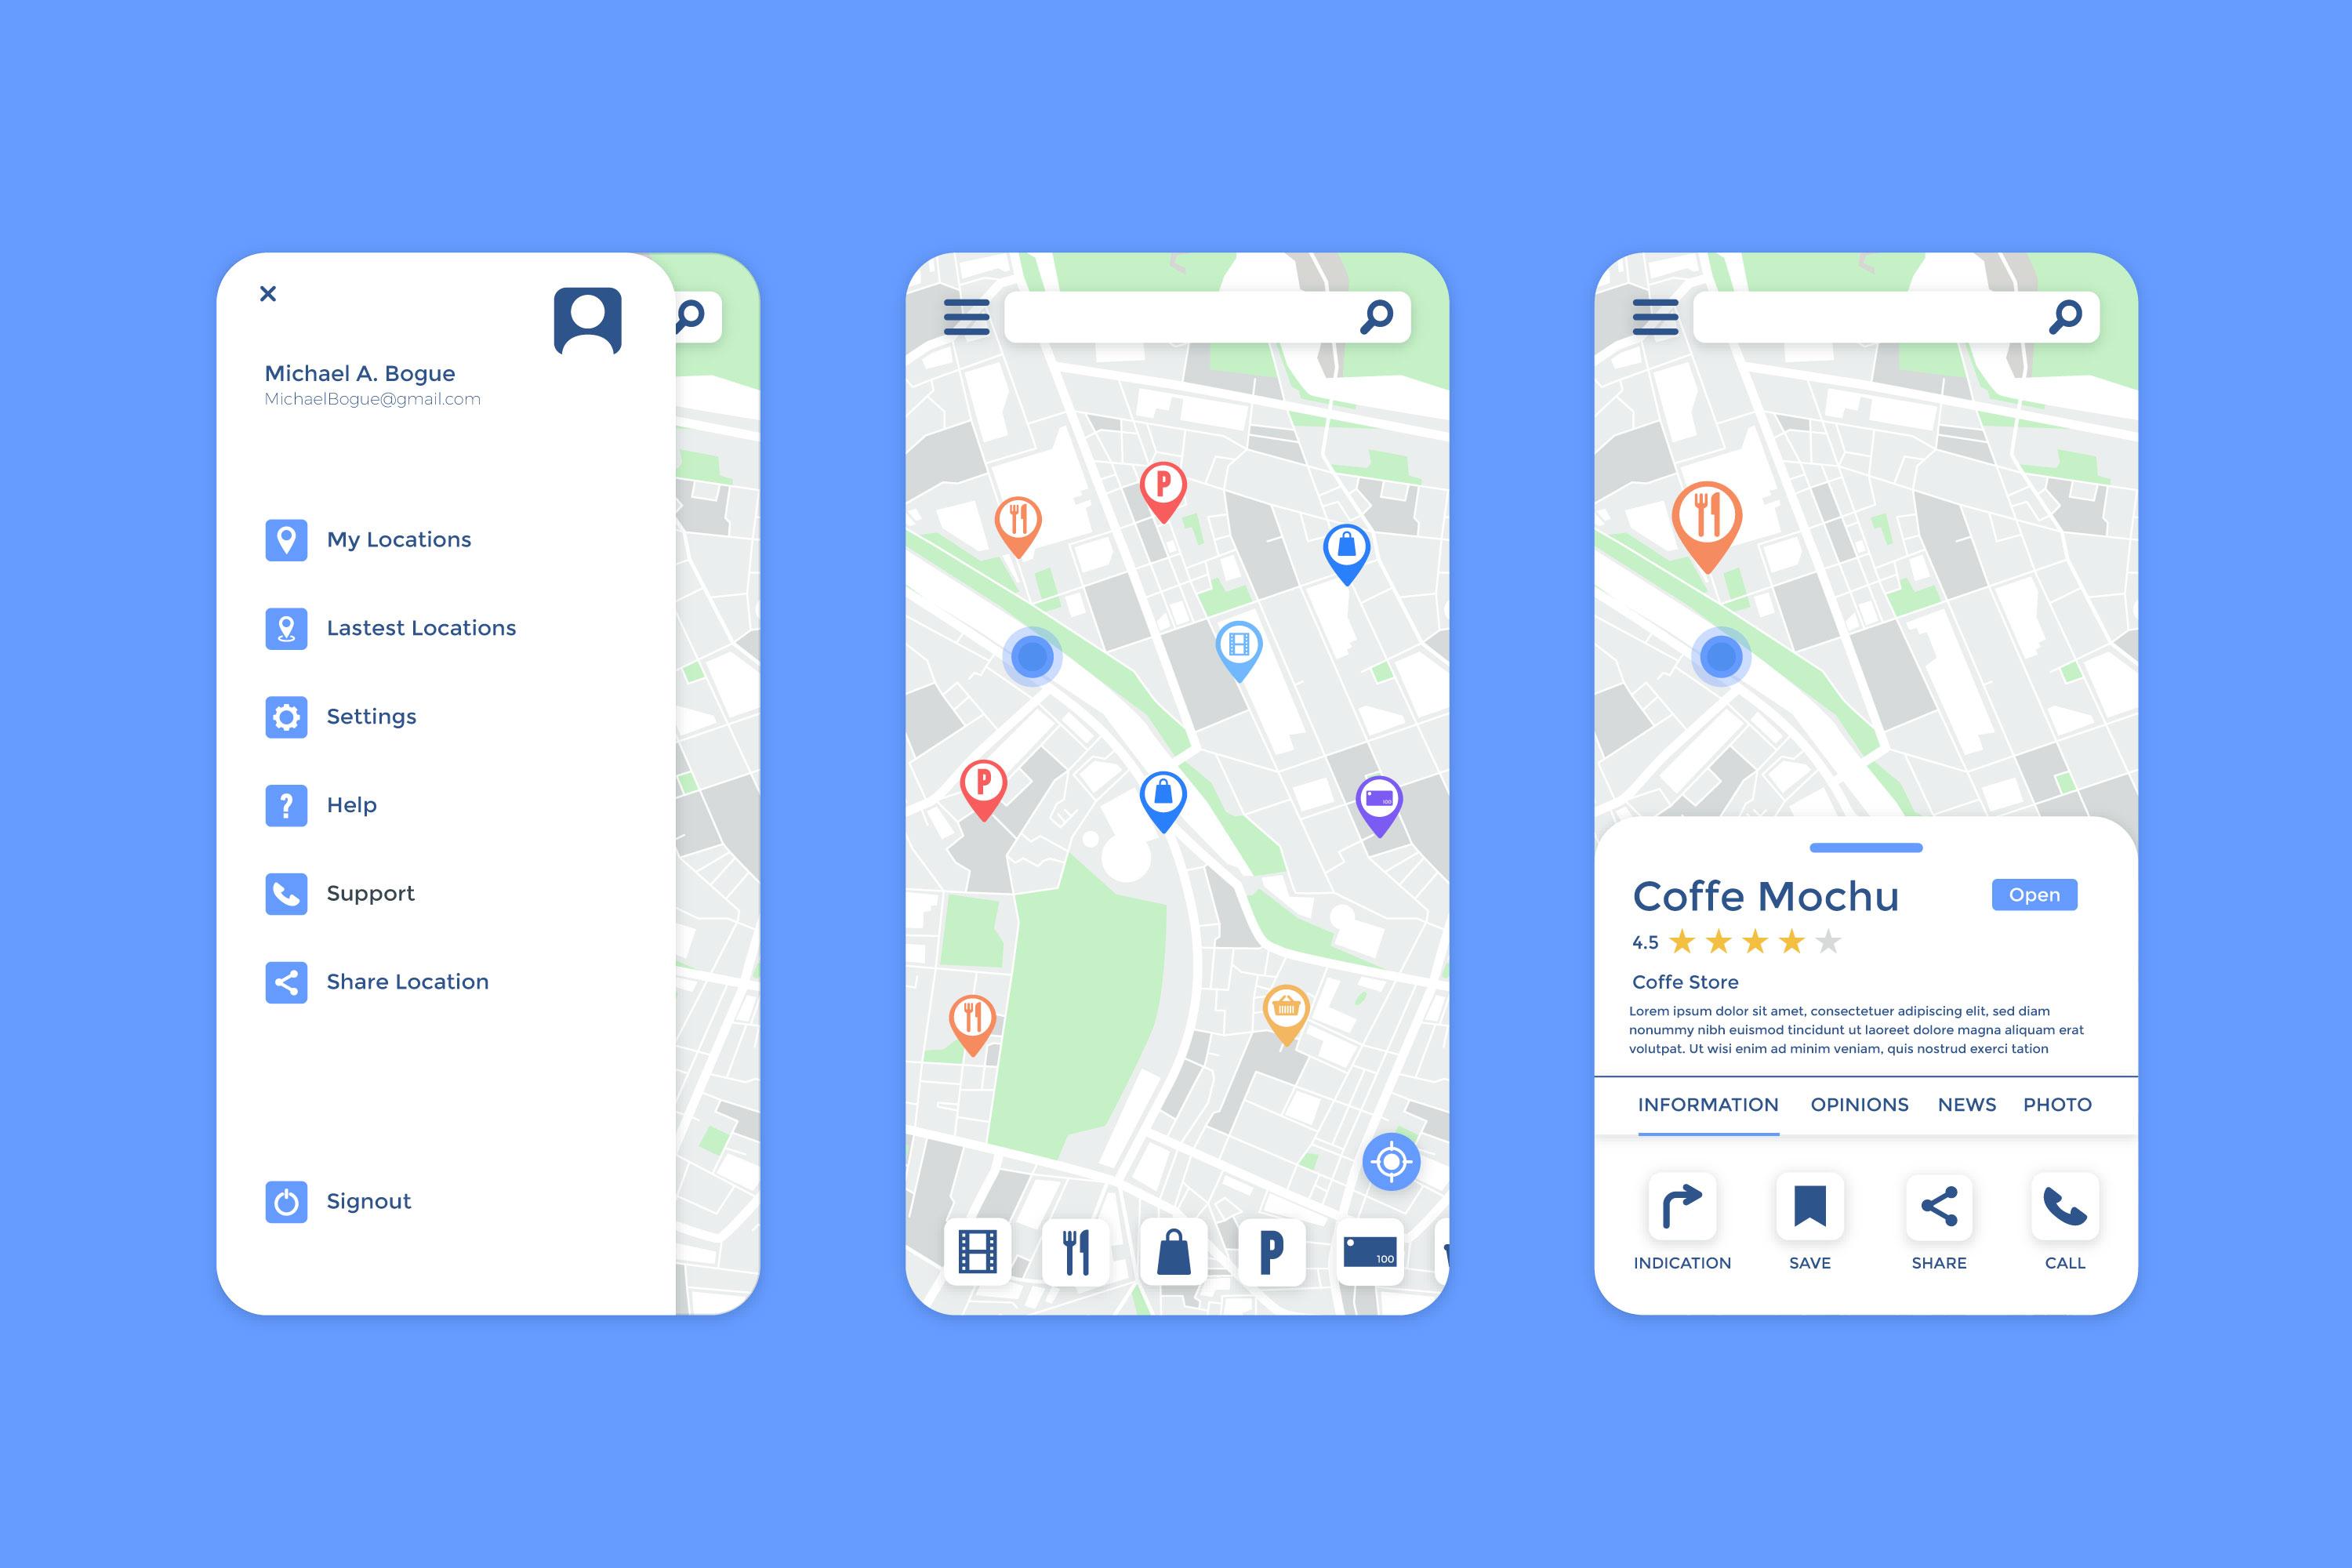 Michael A. Bogue
MichaelBogue@gmail.com
My Locations
Lastest Locations
Settings
?
Help
Support
Share Location
Signout
P
P
100
P
100
Coffe Mochu
Open
4.5
Coffe Store
Lorem ipsum dolor sit amet, consectetuer adipiscing elit, sed diam
nonummy nibh euismod tincidunt ut laoreet dolore magna aliquam erat
volutpat. Ut wisi enim ad minim veniam, quis nostrud exerci tation
INFORMATION OPINIONS NEWS PHOTO
INDICATION SAVE SHARE CALL